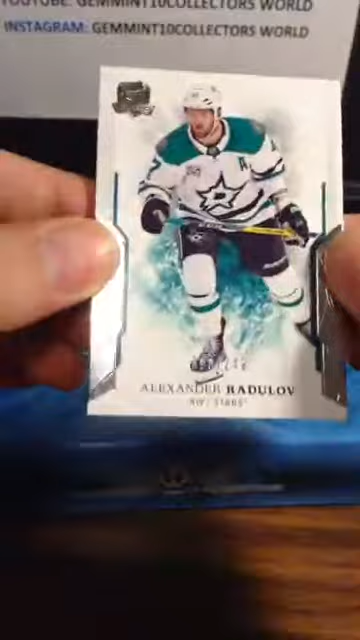 YOUTUBE: GEMMINT10COLLECTORS WORLD
INSTAGRAM: GEMMINT10COLLECTORS WORLD
A
ALEXANDER RADULOV
RW | STARS